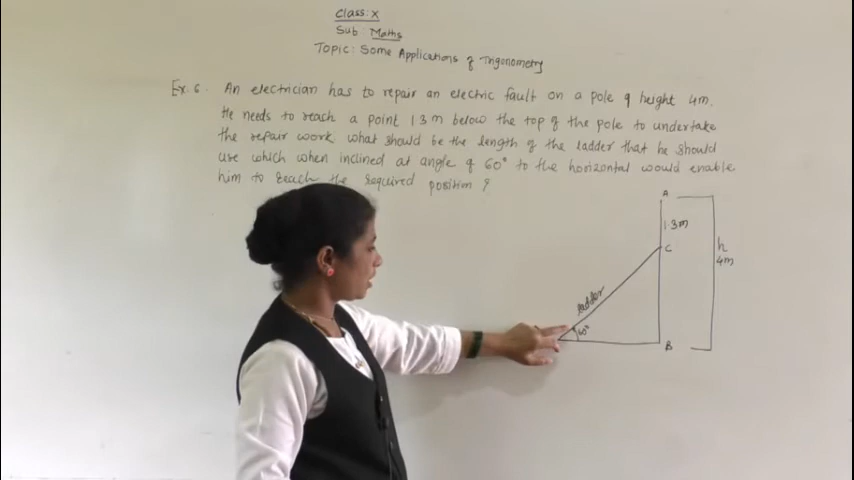 Class: X
Sub: Maths
Topic: Some Applications of Trigonometry
Ex. 6. An electrician has to repair an electric fault on a pole of height 4m.
He needs to reach a point 1.3 m below the top of the pole to undertake
the repair work. what should be the length of the ladder that he should
use which when inclined at angle of 60° to the horizontal would enable
him to reach the required position ?
A
1.3m
C
h
4m
ladder
60°
B